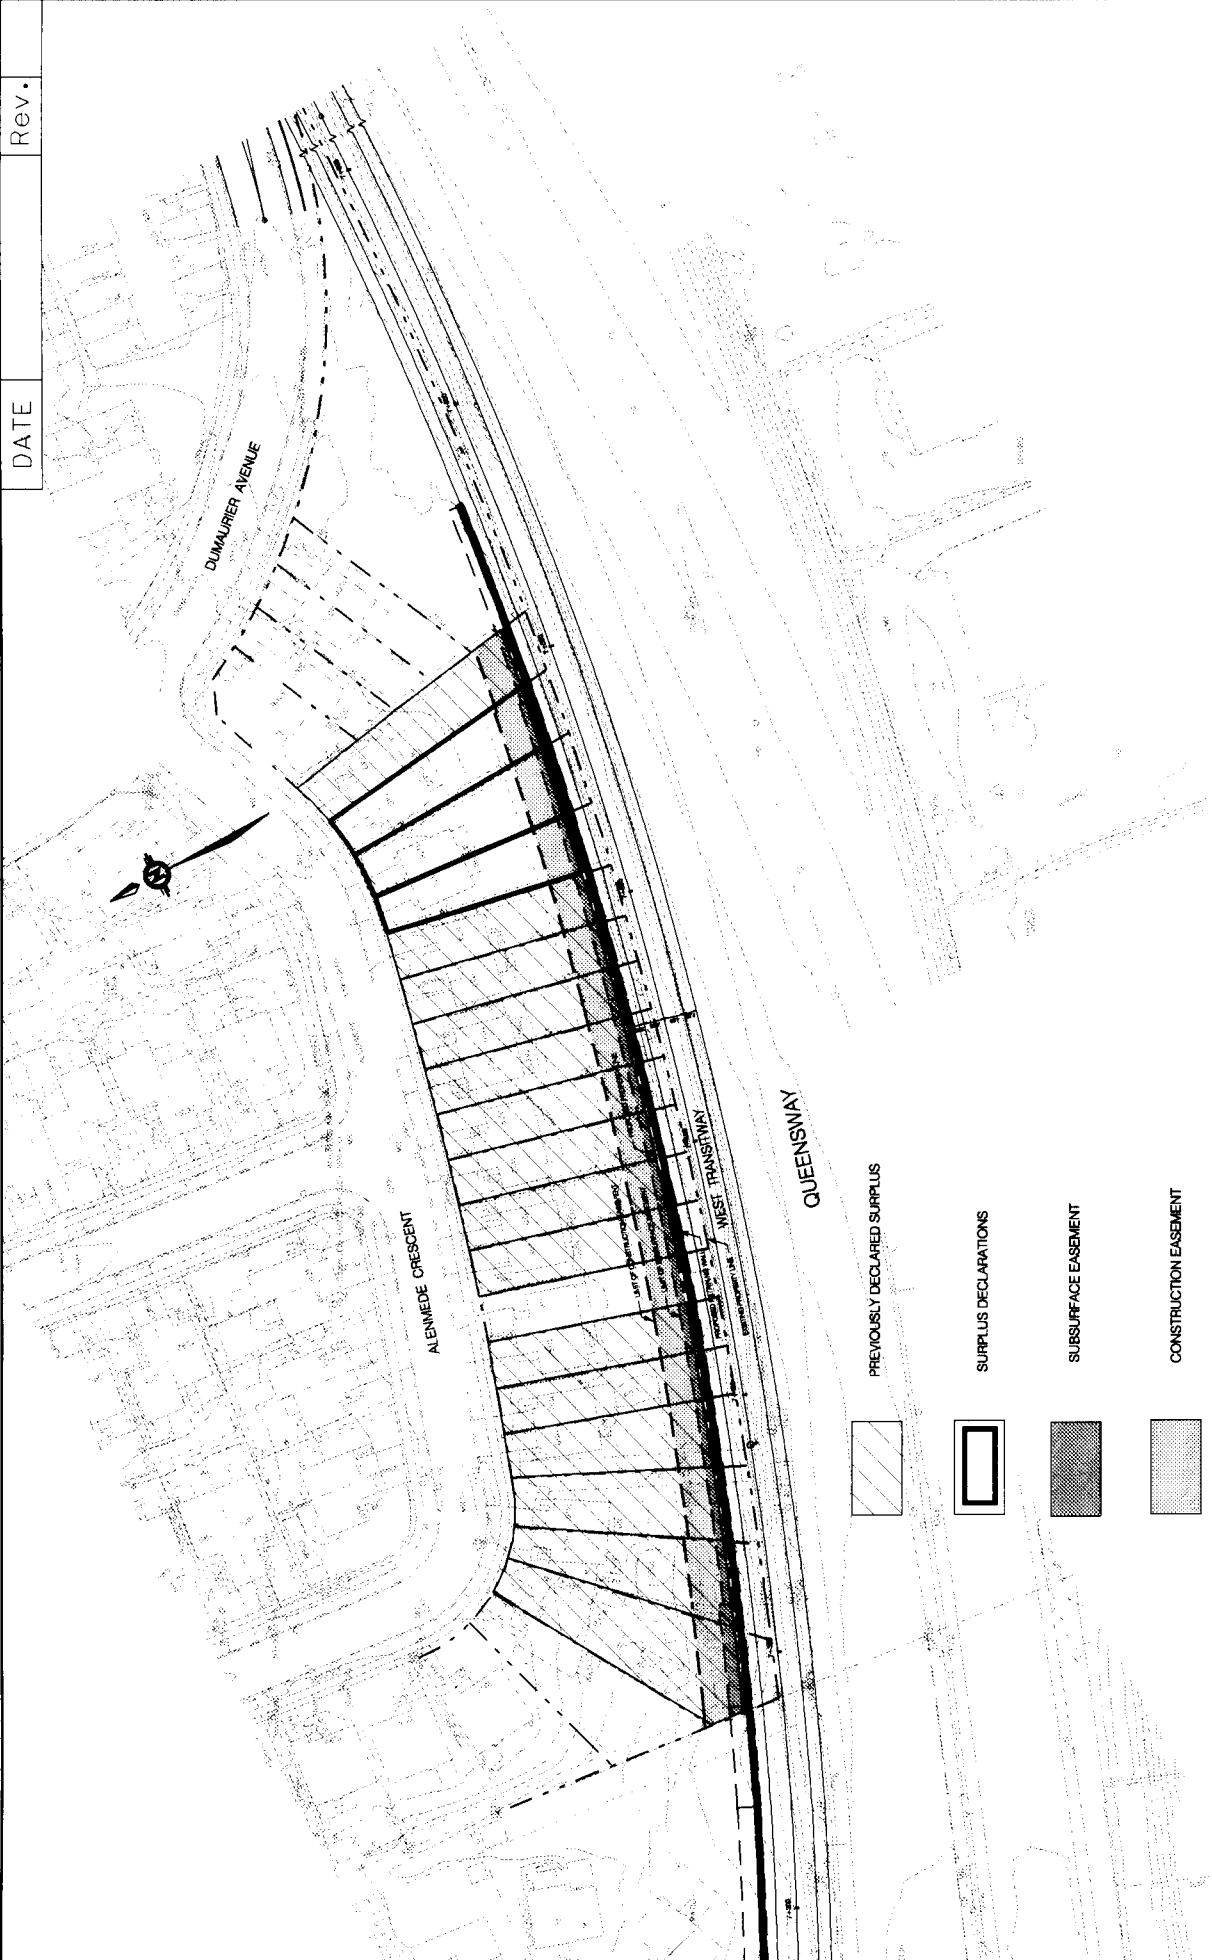 DATE
Rev.
DUMAURIER AVENUE
N
ALENMEDE CRESCENT
WEST TRANSITWAY
QUEENSWAY
PREVIOUSLY DECLARED SURPLUS
SURPLUS DECLARATIONS
SUBSURFACE EASEMENT
CONSTRUCTION EASEMENT